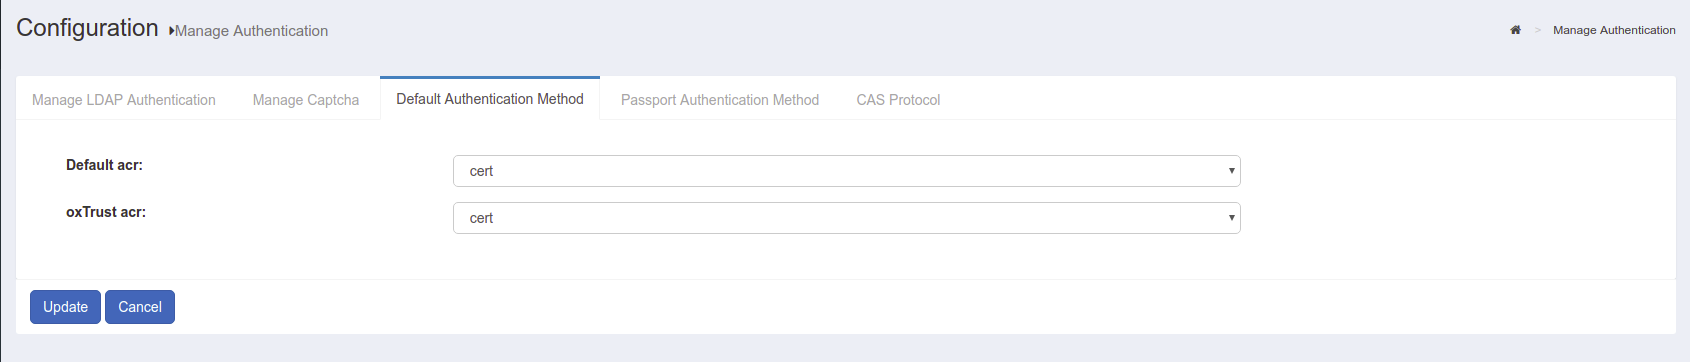 Configuration Manage Authentication
> Manage Authentication
Manage LDAP Authentication Manage Captcha Default Authentication Method Passport Authentication Method CAS Protocol
Default acr: cert
oxTrust acr: cert
Update Cancel